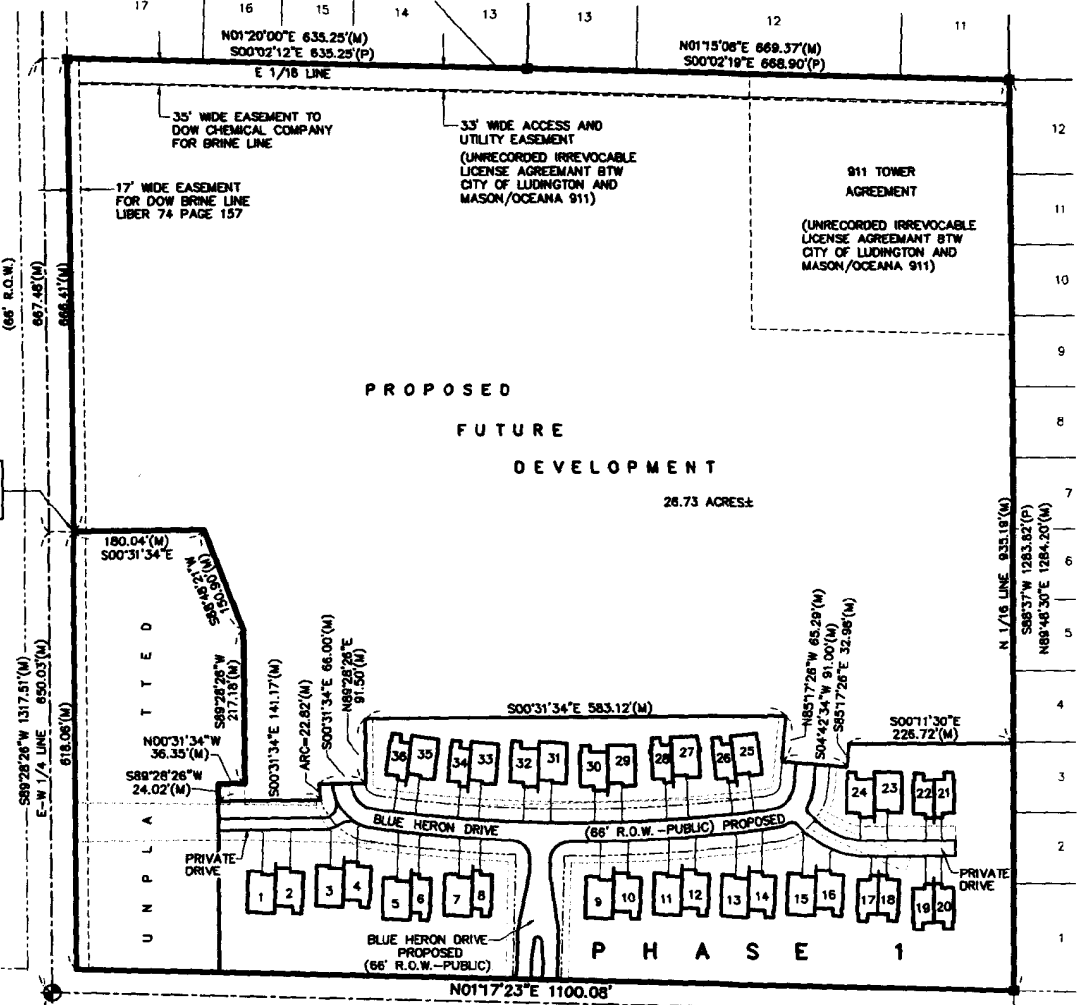 17
16
15
14
13
13
12
11
N01°20'00"E 635.25'(M)
S00°02'12"E 635.25'(P)
E 1/16 LINE
N01°15'08"E 669.37'(M)
S00°02'19"E 668.90'(P)
35' WIDE EASEMENT TO
DOW CHEMICAL COMPANY
FOR BRINE LINE
33' WIDE ACCESS AND
UTILITY EASEMENT
(UNRECORDED IRREVOCABLE
LICENSE AGREEMANT BTW
CITY OF LUDINGTON AND
MASON/OCEANA 911)
17' WIDE EASEMENT
FOR DOW BRINE LINE
LIBER 74 PAGE 157
911 TOWER
AGREEMENT
(UNRECORDED IRREVOCABLE
LICENSE AGREEMANT BTW
CITY OF LUDINGTON AND
MASON/OCEANA 911)
12
11
10
9
8
7
6
5
4
3
2
1
(66' R.O.W.)
667.48'(M)
666.41'(M)
PROPOSED
FUTURE
DEVELOPMENT
26.73 ACRES±
N 1/16 LINE 935.19'(M)
S88°37'W 1283.82'(P)
N89°46'30"E 1284.20'(M)
180.04'(M)
S00°31'34"E
150.90'(M)
S89°28'26"W 1317.51'(M)
E-W 1/4 LINE 650.03'(M)
618.06'(M)
UNPLATTED
S89°28'26"W
217.18'(M)
N00°31'34"W
36.35'(M)
S89°28'26"W
24.02'(M)
S00°31'34"E 141.17'(M)
ARC=22.82'(M)
S00°31'34"E 66.00'(M)
N89°28'26"E
91.50'(M)
S00°31'34"E 583.12'(M)
N85°17'26"W 65.29'(M)
S04°42'34"W 91.00'(M)
S85°17'26"E 32.98'(M)
S00°11'30"E
226.72'(M)
36 35 34 33 32 31 30 29 28 27 26 25
24 23 22 21
BLUE HERON DRIVE
(66' R.O.W.-PUBLIC) PROPOSED
PRIVATE
DRIVE
PRIVATE
DRIVE
1 2 3 4 5 6 7 8
9 10 11 12 13 14 15 16 17 18 19 20
BLUE HERON DRIVE
PROPOSED
(66' R.O.W.-PUBLIC)
PHASE 1
N01°17'23"E 1100.08'